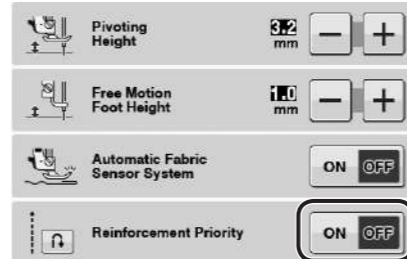 Pivoting
Height
3.2
mm
Free Motion
Foot Height
1.0
mm
Automatic Fabric
Sensor System
ON OFF
Reinforcement Priority
ON OFF